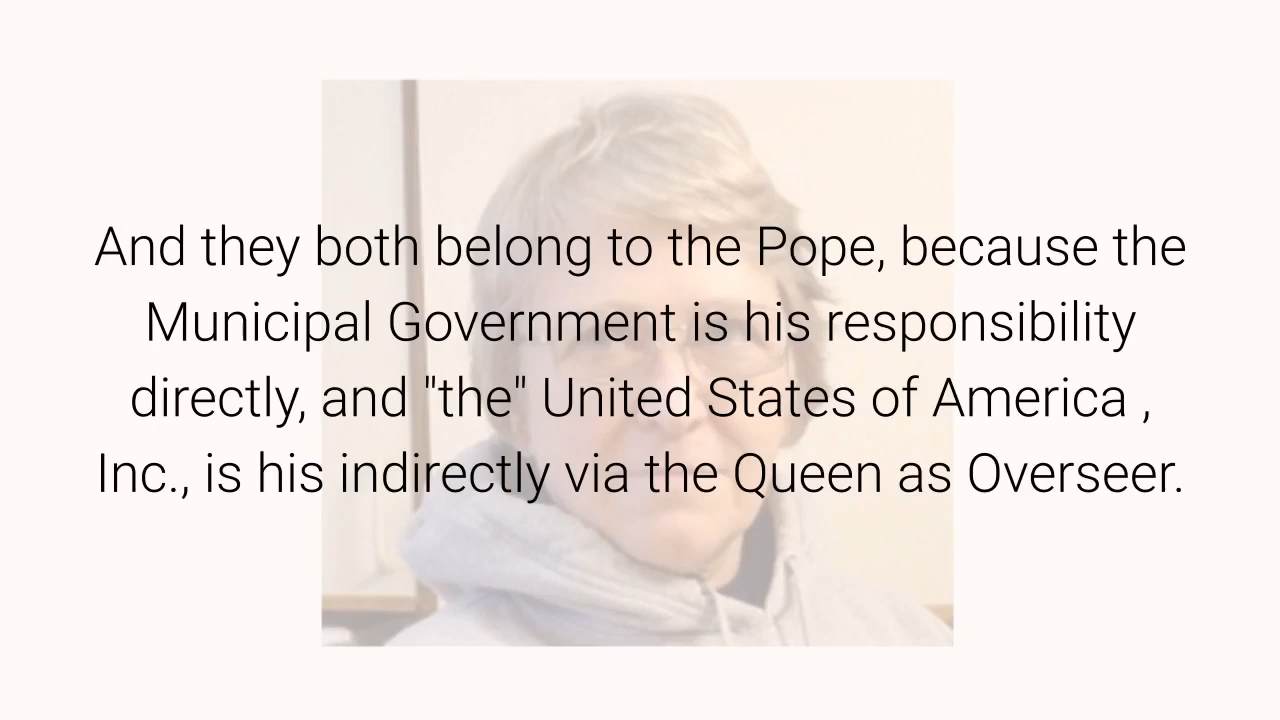 And they both belong to the Pope, because the
Municipal Government is his responsibility
directly, and "the" United States of America ,
Inc., is his indirectly via the Queen as Overseer.